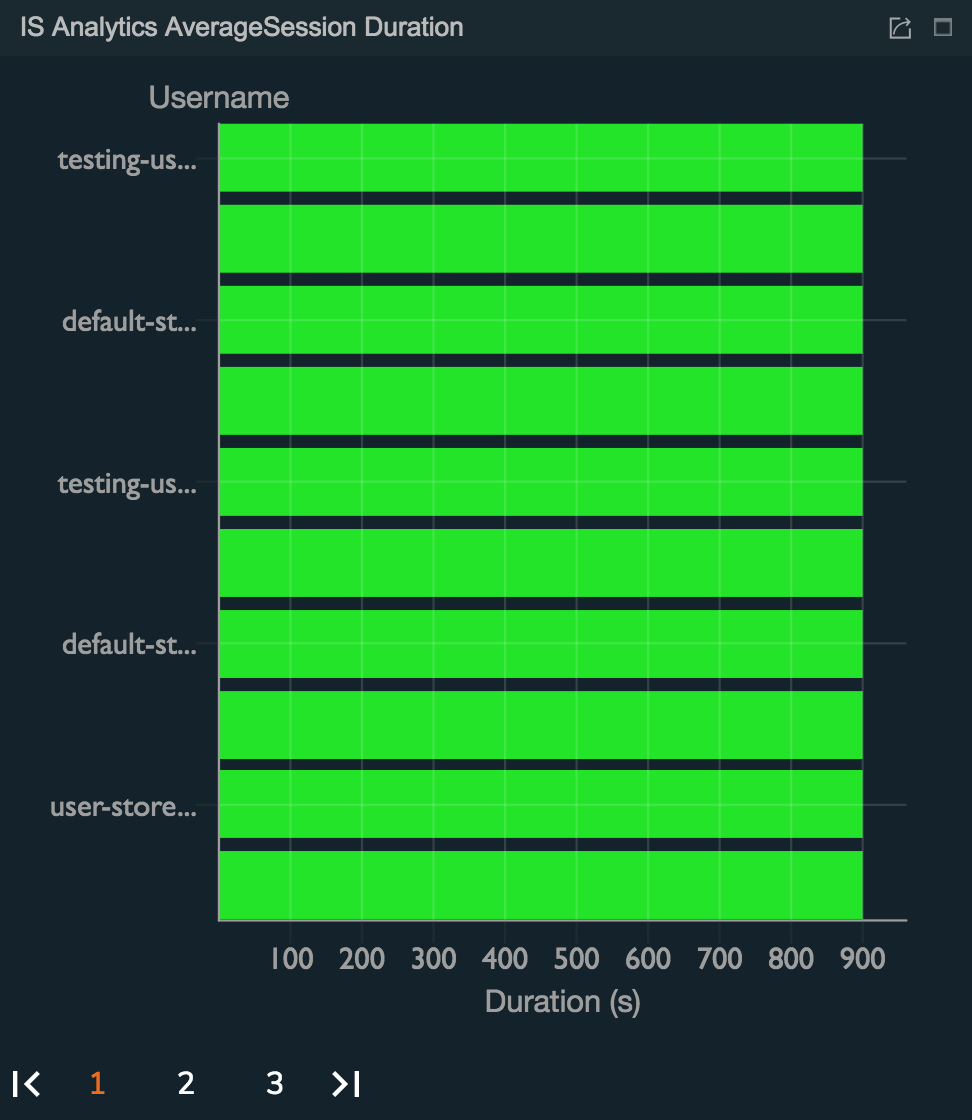 IS Analytics AverageSession Duration
Username
testing-us...
default-st...
testing-us...
default-st...
user-store...
100 200 300 400 500 600 700 800 900
Duration (s)
1 2 3